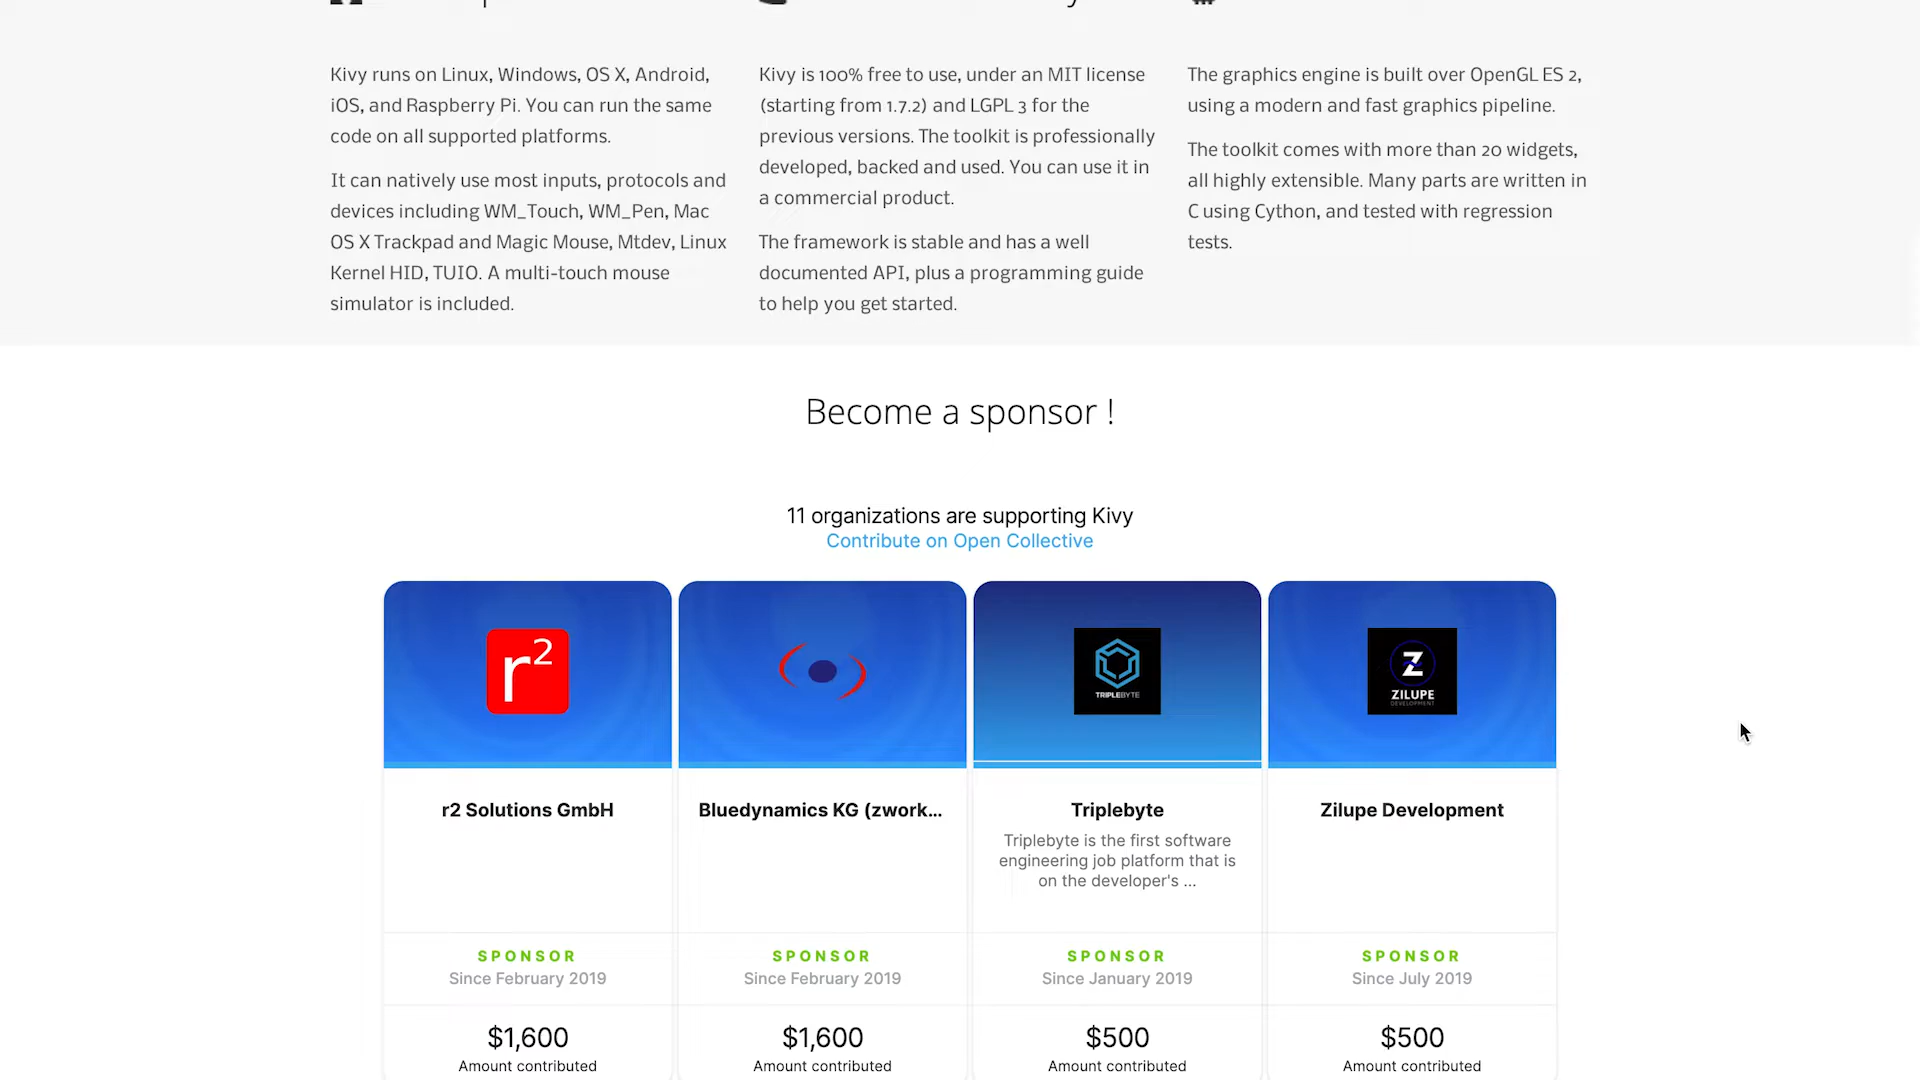 Kivy runs on Linux, Windows, OS X, Android,
iOS, and Raspberry Pi. You can run the same
code on all supported platforms.
It can natively use most inputs, protocols and
devices including WM_Touch, WM_Pen, Mac
OS X Trackpad and Magic Mouse, Mtdev, Linux
Kernel HID, TUIO. A multi-touch mouse
simulator is included.
Kivy is 100% free to use, under an MIT license
(starting from 1.7.2) and LGPL 3 for the
previous versions. The toolkit is professionally
developed, backed and used. You can use it in
a commercial product.
The framework is stable and has a well
documented API, plus a programming guide
to help you get started.
The graphics engine is built over OpenGL ES 2,
using a modern and fast graphics pipeline.
The toolkit comes with more than 20 widgets,
all highly extensible. Many parts are written in
C using Cython, and tested with regression
tests.
Become a sponsor !
11 organizations are supporting Kivy
Contribute on Open Collective
r2
r2 Solutions GmbH
SPONSOR
Since February 2019
$1,600
Amount contributed
Bluedynamics KG (zwork...
SPONSOR
Since February 2019
$1,600
Amount contributed
TRIPLEBYTE
Triplebyte
Triplebyte is the first software
engineering job platform that is
on the developer's ...
SPONSOR
Since January 2019
$500
Amount contributed
Z
ZILUPE
DEVELOPMENT
Zilupe Development
SPONSOR
Since July 2019
$500
Amount contributed